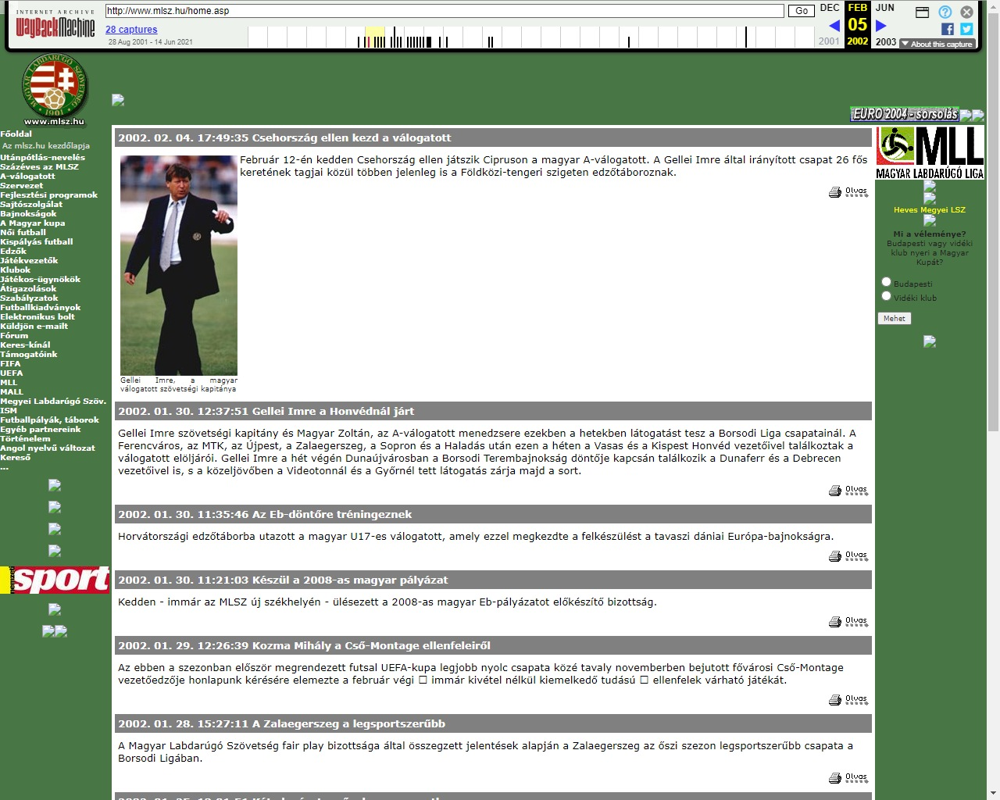 INTERNET ARCHIVE
WayBackMachine
http://www.mlsz.hu/home.asp
Go
28 captures
28 Aug 2001 - 14 Jun 2021
DEC
FEB
JUN
05
2001
2002
2003
About this capture
MAGYAR LABDARÚGÓ SZÖVETSÉG
1901
www.mlsz.hu
EURO 2004 - sorsolás
Főoldal
Az mlsz.hu kezdőlapja
Utánpótlás-nevelés
Százéves az MLSZ
A-válogatott
Szervezet
Fejlesztési programok
Sajtószolgálat
Bajnokságok
A Magyar kupa
Női futball
Kispályás futball
Edzők
Játékvezetők
Klubok
Játékos-ügynökök
Átigazolások
Szabályzatok
Futballkiadványok
Elektronikus bolt
Küldjön e-mailt
Fórum
Keres-kínál
Támogatóink
FIFA
UEFA
MLL
MALL
Megyei Labdarúgó Szöv.
ISM
Futballpályák, táborok
Egyéb partnereink
Történelem
Angol nyelvű változat
Kereső
...
nemzeti
sport
2002. 02. 04. 17:49:35 Csehország ellen kezd a válogatott
Február 12-én kedden Csehország ellen játszik Cipruson a magyar A-válogatott. A Gellei Imre által irányított csapat 26 fős
keretének tagjai közül többen jelenleg is a Földközi-tengeri szigeten edzőtáboroznak.
Olvas
Gellei Imre, a magyar
válogatott szövetségi kapitánya
2002. 01. 30. 12:37:51 Gellei Imre a Honvédnál járt
Gellei Imre szövetségi kapitány és Magyar Zoltán, az A-válogatott menedzsere ezekben a hetekben látogatást tesz a Borsodi Liga csapatainál. A
Ferencváros, az MTK, az Újpest, a Zalaegerszeg, a Sopron és a Haladás után ezen a héten a Vasas és a Kispest Honvéd vezetőivel találkoztak a
válogatott elöljárói. Gellei Imre a hét végén Dunaújvárosban a Borsodi Terembajnokság döntője kapcsán találkozik a Dunaferr és a Debrecen
vezetőivel is, s a közeljövőben a Videotonnál és a Győrnél tett látogatás zárja majd a sort.
Olvas
2002. 01. 30. 11:35:46 Az Eb-döntőre tréningeznek
Horvátországi edzőtáborba utazott a magyar U17-es válogatott, amely ezzel megkezdte a felkészülést a tavaszi dániai Európa-bajnokságra.
Olvas
2002. 01. 30. 11:21:03 Készül a 2008-as magyar pályázat
Kedden - immár az MLSZ új székhelyén - ülésezett a 2008-as magyar Eb-pályázatot előkészítő bizottság.
Olvas
2002. 01. 29. 12:26:39 Kozma Mihály a Cső-Montage ellenfeleiről
Az ebben a szezonban először megrendezett futsal UEFA-kupa legjobb nyolc csapata közé tavaly novemberben bejutott fővárosi Cső-Montage
vezetőedzője honlapunk kérésére elemezte a február végi □ immár kivétel nélkül kiemelkedő tudású □ ellenfelek várható játékát.
Olvas
2002. 01. 28. 15:27:11 A Zalaegerszeg a legsportszerűbb
A Magyar Labdarúgó Szövetség fair play bizottsága által összegzett jelentések alapján a Zalaegerszeg az őszi szezon legsportszerűbb csapata a
Borsodi Ligában.
Olvas
MLL
MAGYAR LABDARÚGÓ LIGA
Heves Megyei LSZ
Mi a véleménye?
Budapesti vagy vidéki
klub nyeri a Magyar
Kupát?
Budapesti
Vidéki klub
Mehet